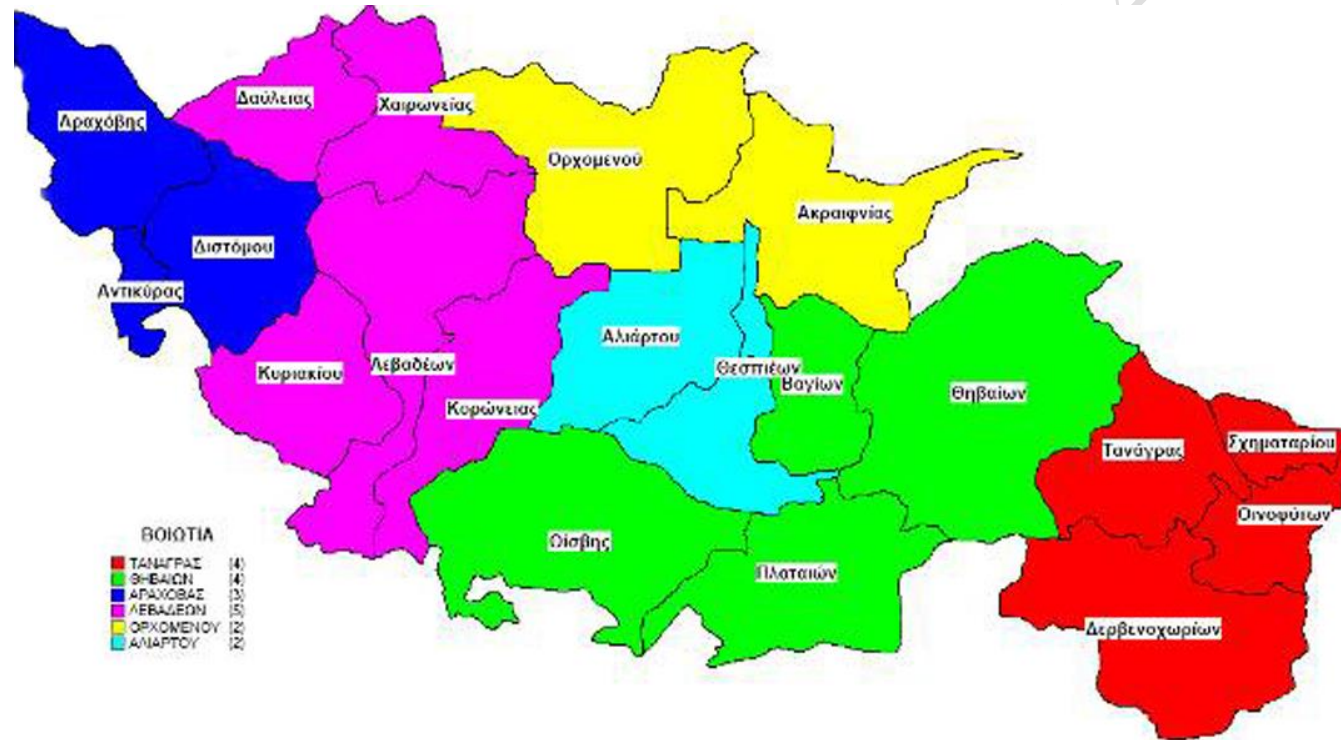 Δαύλειας
Χαιρωνείας
Αραχόβης
Ορχομενού
Ακραιφνίας
Διστόμου
Αντικύρας
Αλιάρτου
Λεβαδέων
Θεσπιέων
Κυριακίου
Βαγίων
Θηβαίων
Κορώνειας
Σχηματαρίου
Τανάγρας
Οινοφύτων
Θίσβης
Πλαταιών
Δερβενοχωρίων
ΒΟΙΩΤΙΑ
ΤΑΝΑΓΡΑΣ (4)
ΘΗΒΑΙΩΝ (4)
ΑΡΑΧΟΒΑΣ (3)
ΛΕΒΑΔΕΩΝ (5)
ΟΡΧΟΜΕΝΟΥ (2)
ΑΛΙΑΡΤΟΥ (2)